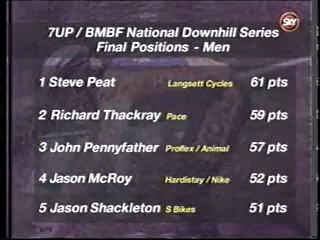 7UP / BMBF National Downhill Series
Final Positions - Men
SKY
1 Steve Peat Langsett Cycles 61 pts
2 Richard Thackray Pace 59 pts
3 John Pennyfather Proflex / Animal 57 pts
4 Jason McRoy Hardistay / Nike 52 pts
5 Jason Shackleton S Bikes 51 pts